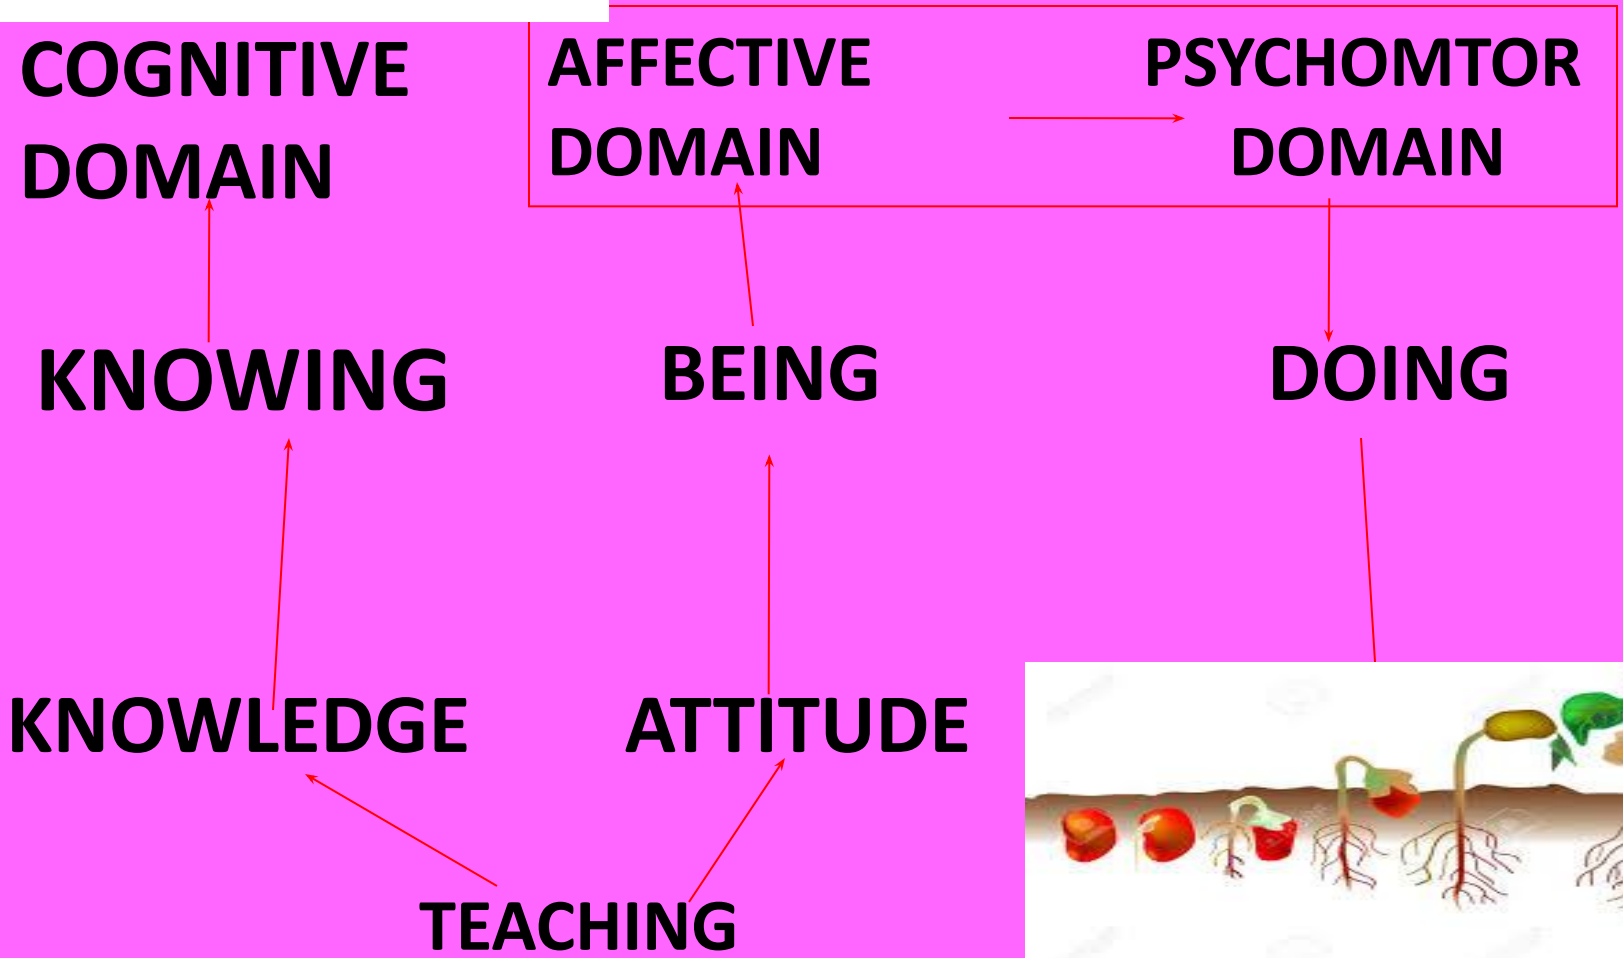 COGNITIVE
DOMAIN
AFFECTIVE
DOMAIN
PSYCHOMTOR
DOMAIN
KNOWING
BEING
DOING
KNOWLEDGE
ATTITUDE
TEACHING